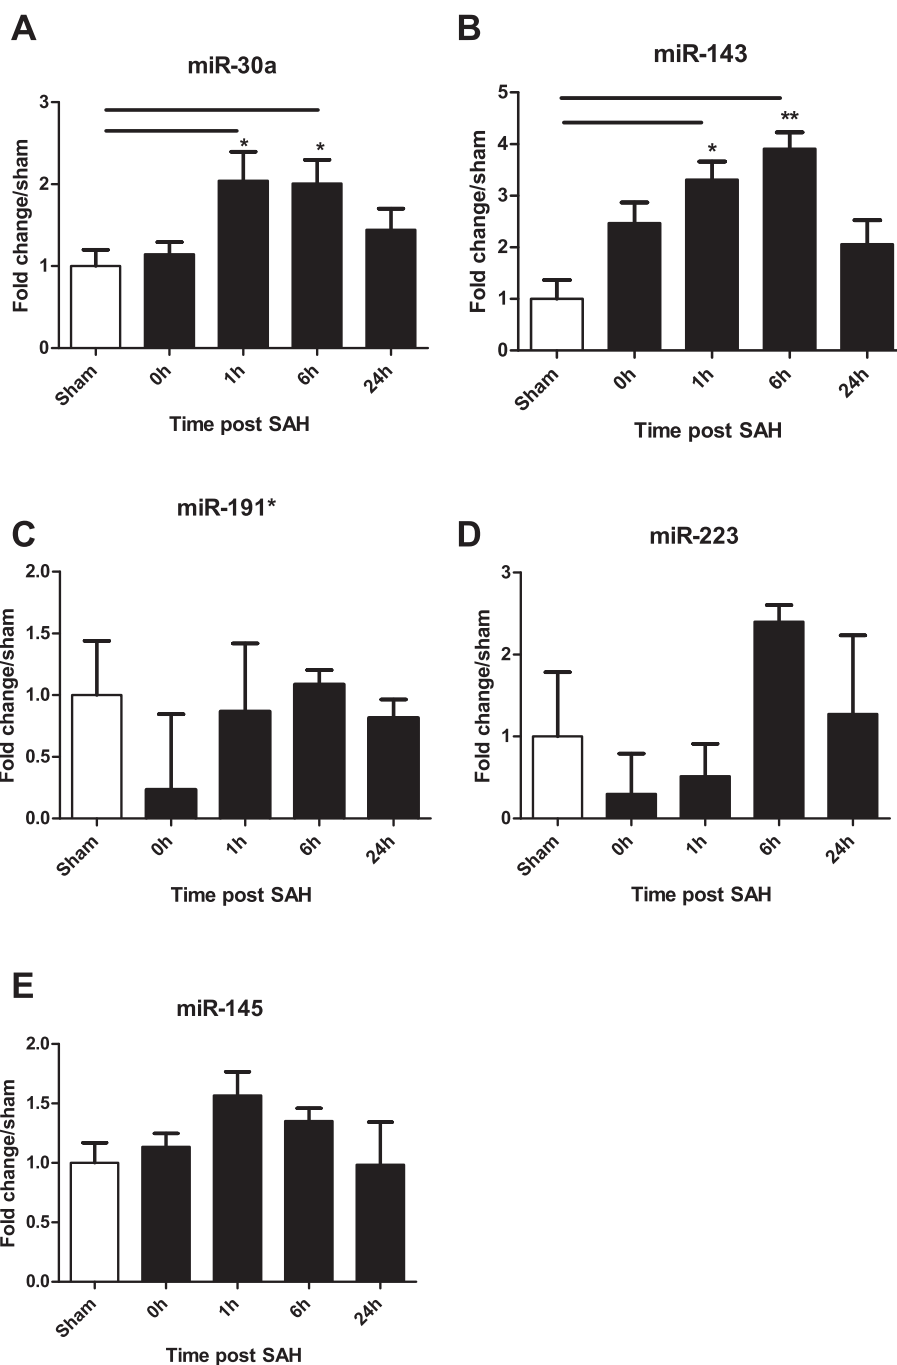 A
miR-30a
Fold change/sham
3
2
1
0
*
*
Sham
0h
1h
6h
24h
Time post SAH
B
miR-143
Fold change/sham
5
4
3
2
1
0
*
**
Sham
0h
1h
6h
24h
Time post SAH
C
miR-191*
Fold change/sham
2.0
1.5
1.0
0.5
0.0
Sham
0h
1h
6h
24h
Time post SAH
D
miR-223
Fold change/sham
3
2
1
0
Sham
0h
1h
6h
24h
Time post SAH
E
miR-145
Fold change/sham
2.0
1.5
1.0
0.5
0.0
Sham
0h
1h
6h
24h
Time post SAH